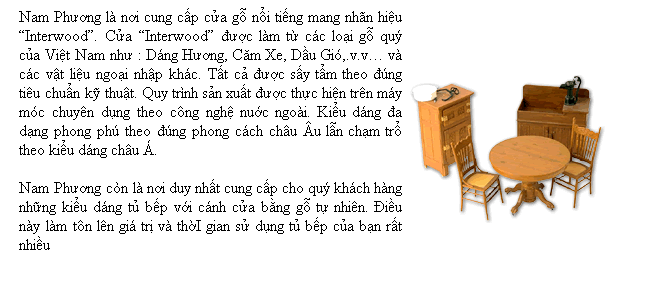 Nam Phương là nơi cung cấp cửa gỗ nổi tiếng mang nhãn hiệu
“Interwood”. Cửa “Interwood” được làm từ các loại gỗ quý
của Việt Nam như : Dáng Hương, Căm Xe, Dầu Gió,.v.v… và
các vật liệu ngoại nhập khác. Tất cả được sấy tẩm theo đúng
tiêu chuẩn kỹ thuật. Quy trình sản xuất được thực hiện trên máy
móc chuyên dụng theo công nghệ nước ngoài. Kiểu dáng đa
dạng phong phú theo đúng phong cách châu Âu lẫn chạm trổ
theo kiểu dáng châu Á.
Nam Phương còn là nơi duy nhất cung cấp cho quý khách hàng
những kiểu dáng tủ bếp với cánh cửa bằng gỗ tự nhiên. Điều
này làm tôn lên giá trị và thờI gian sử dụng tủ bếp của bạn rất
nhiều